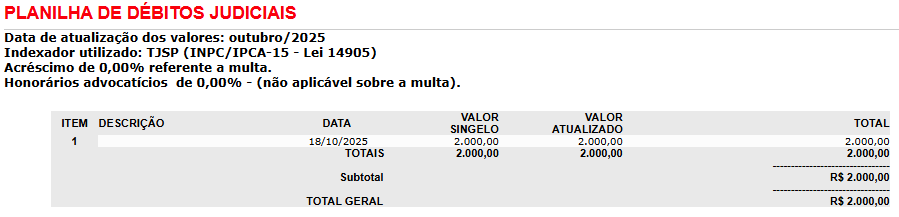 PLANILHA DE DÉBITOS JUDICIAIS
Data de atualização dos valores: outubro/2025
Indexador utilizado: TJSP (INPC/IPCA-15 - Lei 14905)
Acréscimo de 0,00% referente a multa.
Honorários advocatícios de 0,00% - (não aplicável sobre a multa).
ITEM DESCRIÇÃO DATA VALOR SINGELO VALOR ATUALIZADO TOTAL
1 18/10/2025 2.000,00 2.000,00 2.000,00
TOTAIS 2.000,00 2.000,00 2.000,00
--------------------------------
Subtotal R$ 2.000,00
--------------------------------
TOTAL GERAL R$ 2.000,00